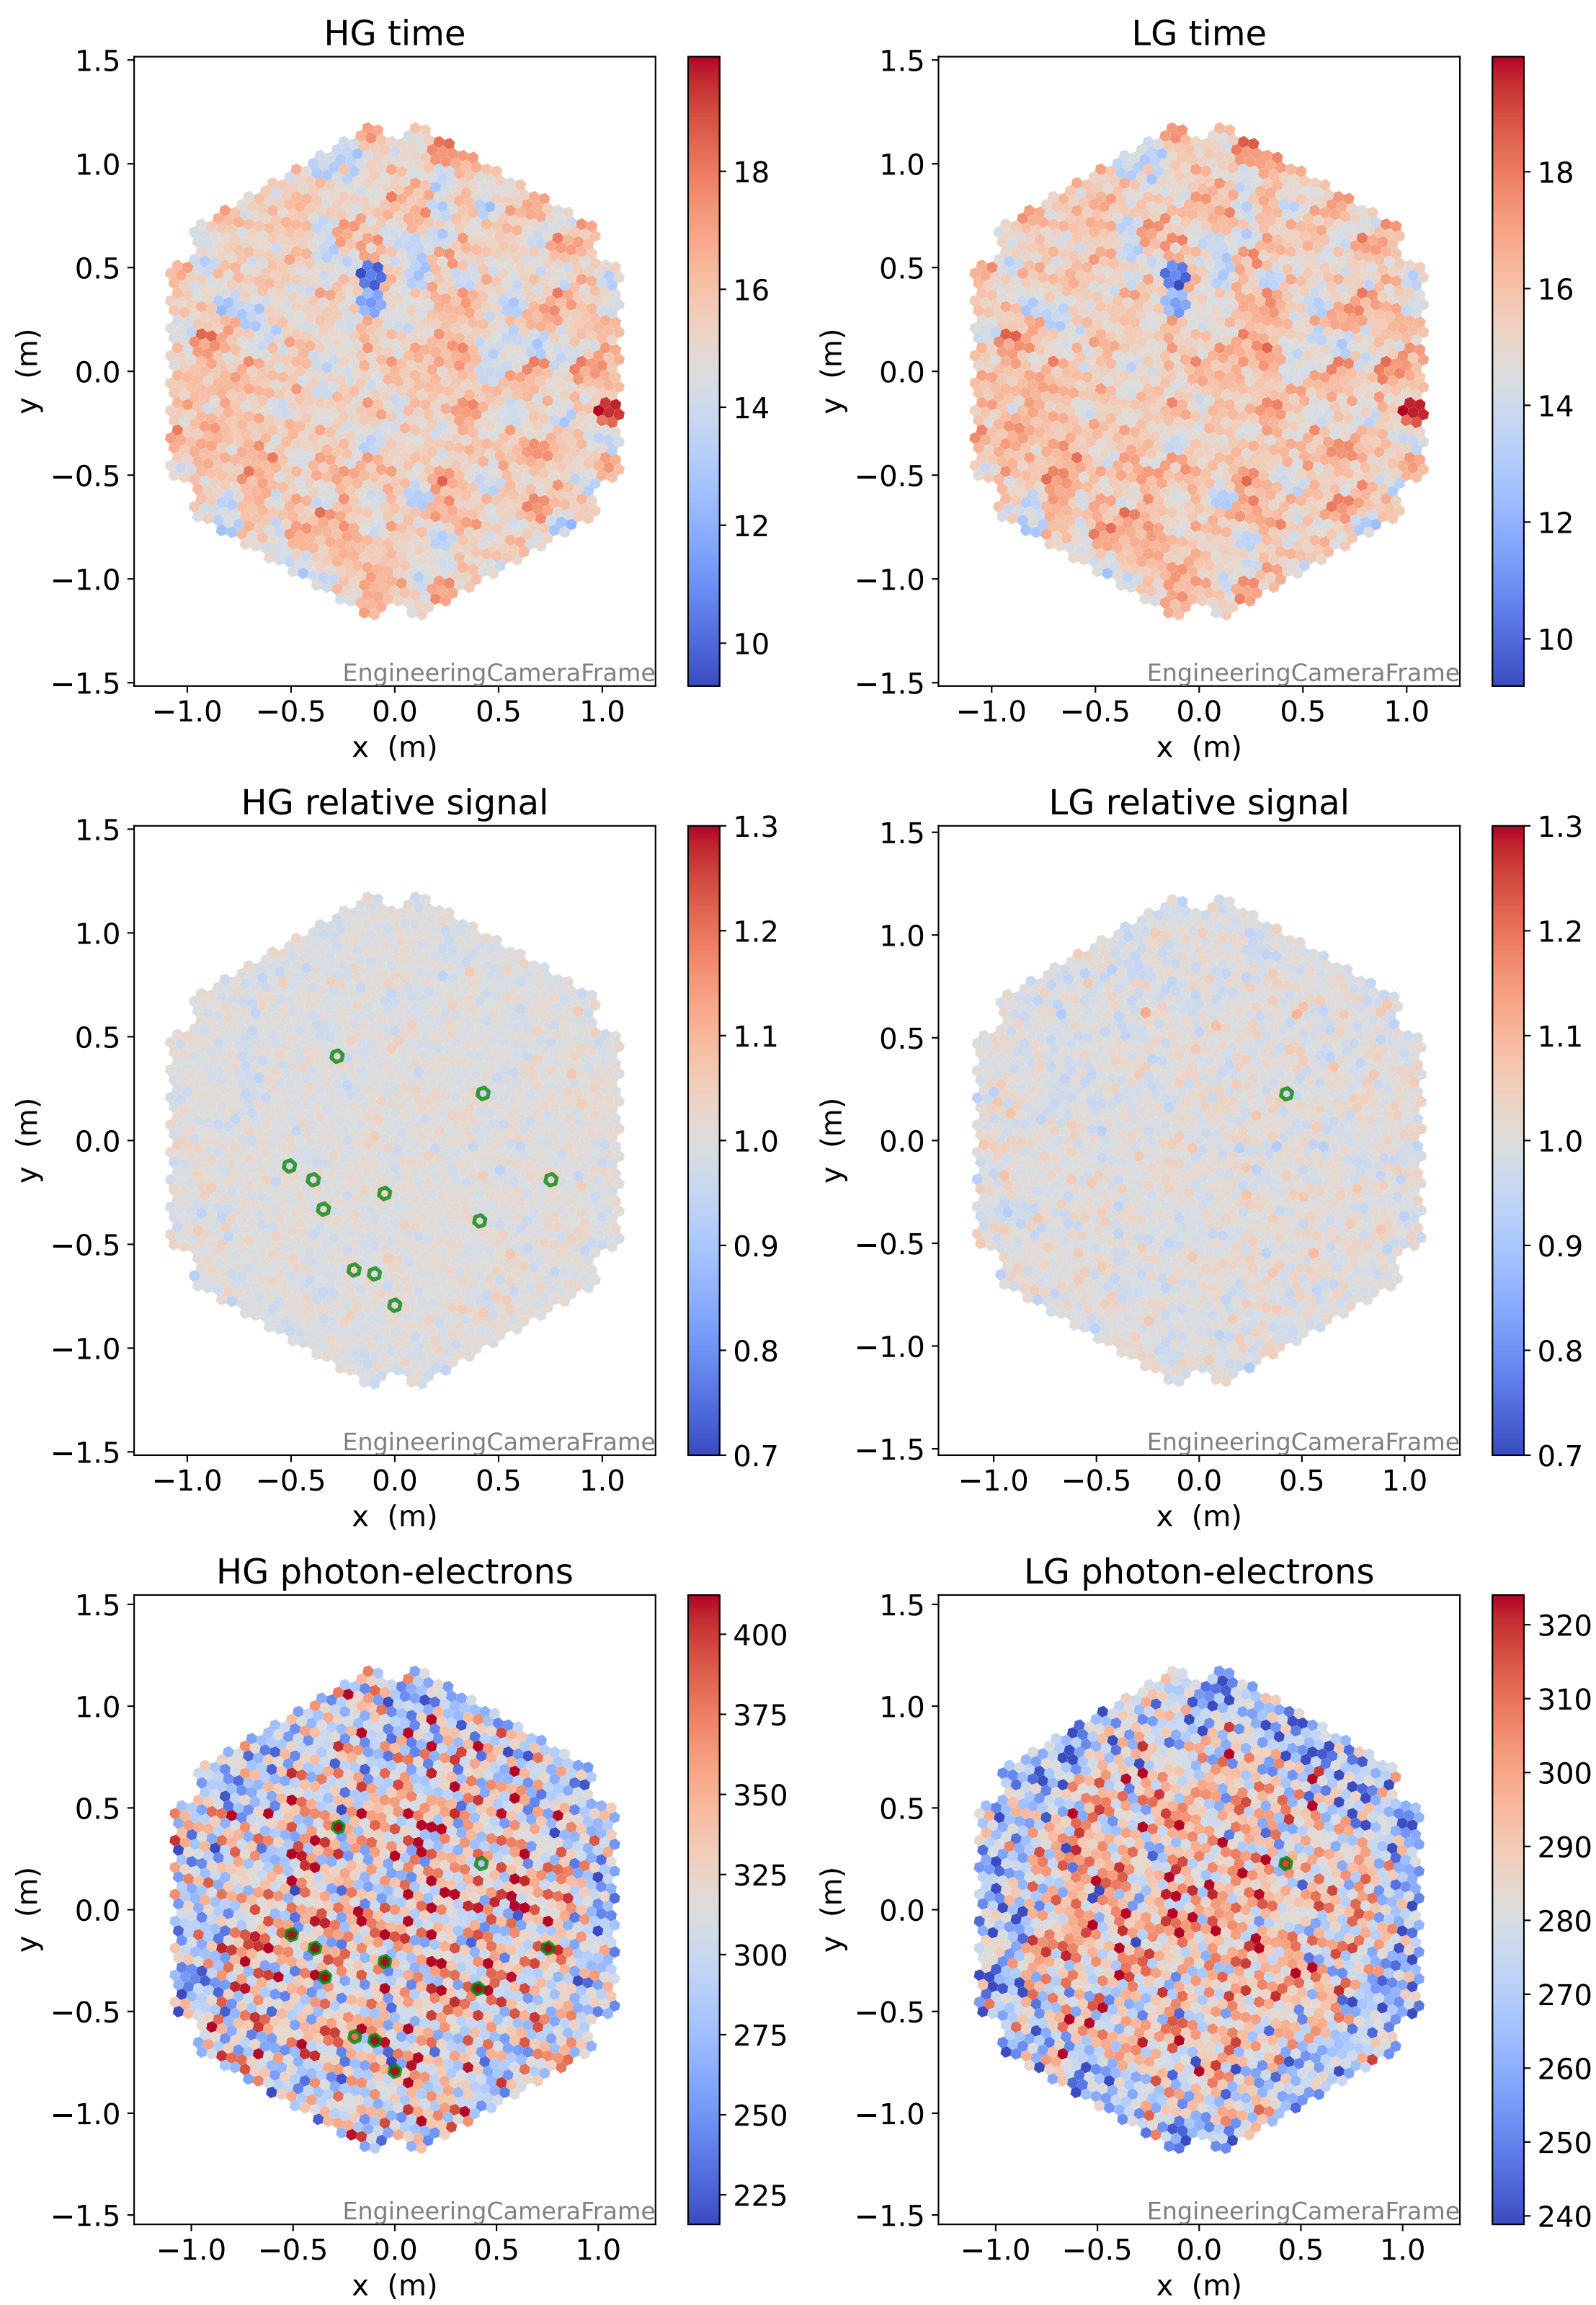 HG time
LG time
1.5
1.0
0.5
0.0
−0.5
−1.0
−1.5
y (m)
−1.0 −0.5 0.0 0.5 1.0
x (m)
EngineeringCameraFrame
18
16
14
12
10
1.5
1.0
0.5
0.0
−0.5
−1.0
−1.5
y (m)
−1.0 −0.5 0.0 0.5 1.0
x (m)
EngineeringCameraFrame
18
16
14
12
10
HG relative signal
LG relative signal
1.5
1.0
0.5
0.0
−0.5
−1.0
−1.5
y (m)
−1.0 −0.5 0.0 0.5 1.0
x (m)
EngineeringCameraFrame
1.3
1.2
1.1
1.0
0.9
0.8
0.7
1.5
1.0
0.5
0.0
−0.5
−1.0
−1.5
y (m)
−1.0 −0.5 0.0 0.5 1.0
x (m)
EngineeringCameraFrame
1.3
1.2
1.1
1.0
0.9
0.8
0.7
HG photon-electrons
LG photon-electrons
1.5
1.0
0.5
0.0
−0.5
−1.0
−1.5
y (m)
−1.0 −0.5 0.0 0.5 1.0
x (m)
EngineeringCameraFrame
400
375
350
325
300
275
250
225
1.5
1.0
0.5
0.0
−0.5
−1.0
−1.5
y (m)
−1.0 −0.5 0.0 0.5 1.0
x (m)
EngineeringCameraFrame
320
310
300
290
280
270
260
250
240